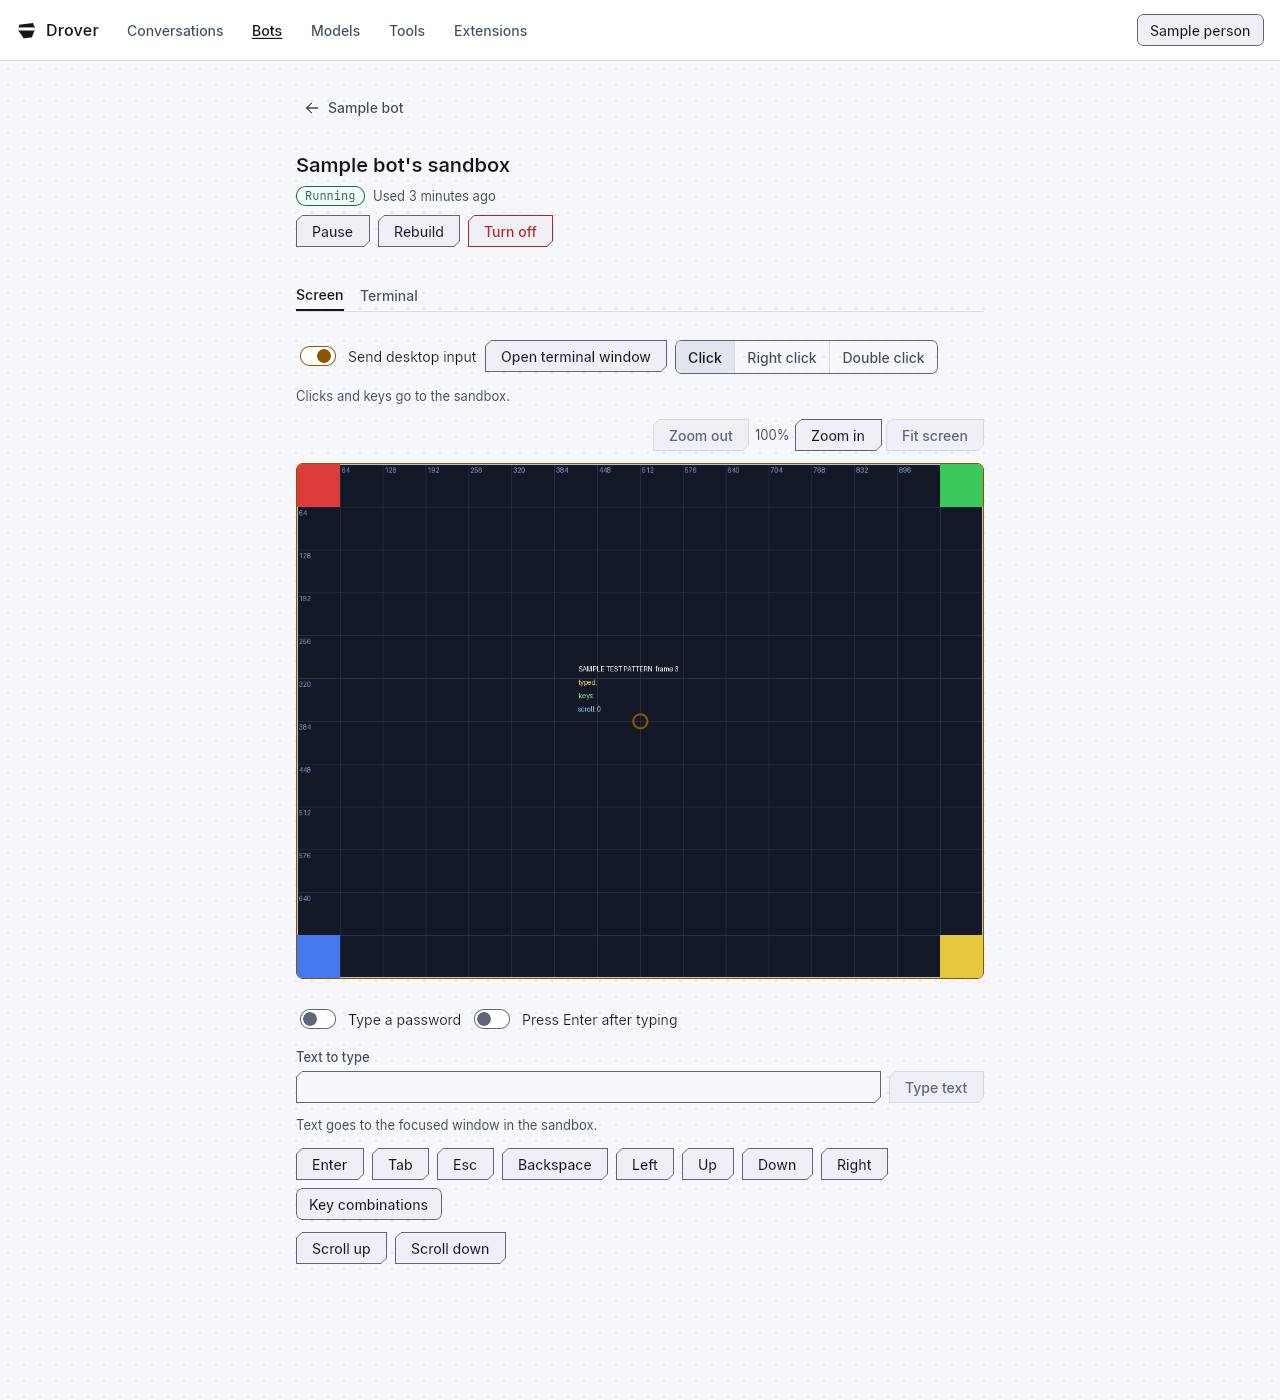 Drover Conversations Bots Models Tools Extensions Sample person
← Sample bot
Sample bot's sandbox
Running Used 3 minutes ago
Pause Rebuild Turn off
Screen Terminal
Send desktop input Open terminal window Click Right click Double click
Clicks and keys go to the sandbox.
Zoom out 100% Zoom in Fit screen
64 128 192 256 320 384 448 512 576 640 704 768 832 896
64
128
192
256
SAMPLE TEST PATTERN frame 3
typed:
320
keys:
scroll: 0
384
448
512
576
640
Type a password Press Enter after typing
Text to type
Type text
Text goes to the focused window in the sandbox.
Enter Tab Esc Backspace Left Up Down Right
Key combinations
Scroll up Scroll down